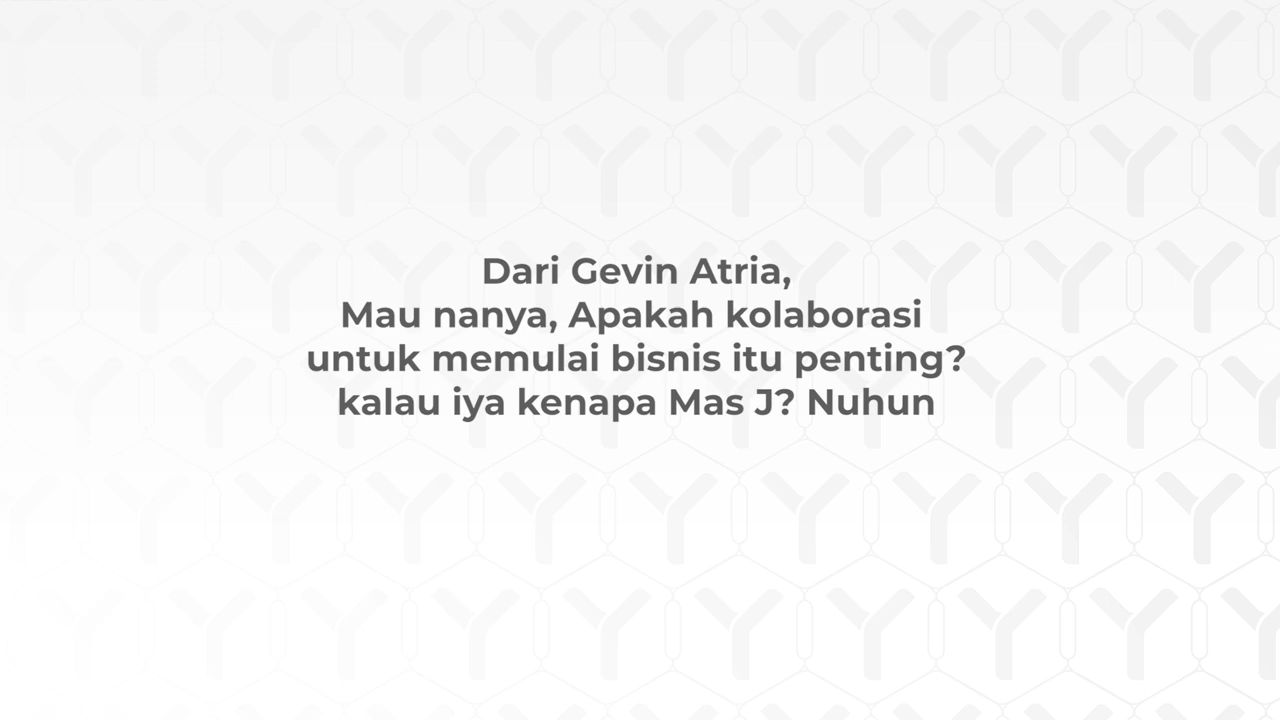 Dari Gevin Atria,
Mau nanya, Apakah kolaborasi
untuk memulai bisnis itu penting?
kalau iya kenapa Mas J? Nuhun